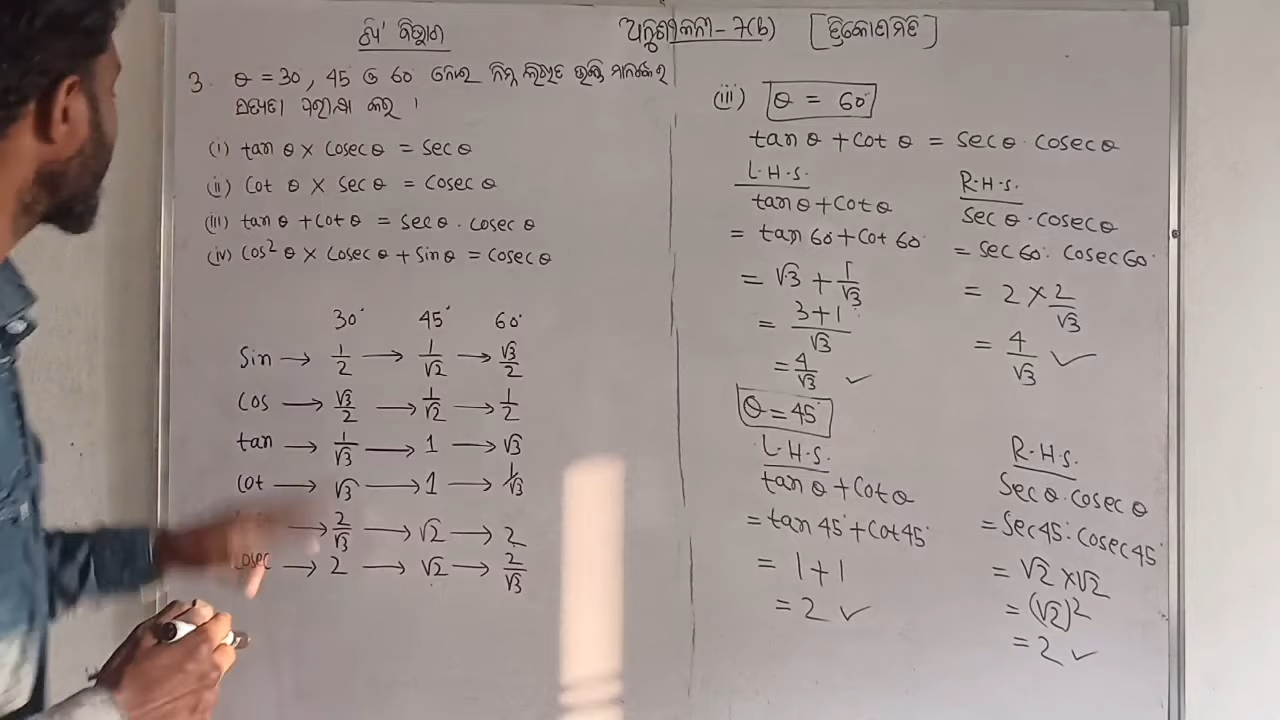 'ଖ' ବିଭାଗ
ଅନୁଶୀଳନୀ - 7(b) [ତ୍ରିକୋଣମିତି]
3. θ = 30°, 45° ଓ 60° ନେଇ ନିମ୍ନ ଲିଖିତ ଉକ୍ତି ମାନଙ୍କର
ସତ୍ୟତା ପରୀକ୍ଷା କର ।
(i) tan θ × cosec θ = sec θ
(ii) cot θ × sec θ = cosec θ
(iii) tan θ + cot θ = sec θ · cosec θ
(iv) cos² θ × cosec θ + sin θ = cosec θ
30° 45° 60°
Sin → 1/2 → 1/√2 → √3/2
cos → √3/2 → 1/√2 → 1/2
tan → 1/√3 → 1 → √3
cot → √3 → 1 → 1/√3
→ 2/√3 → √2 → 2
cosec → 2 → √2 → 2/√3
(iii) θ = 60°
tan θ + cot θ = sec θ · cosec θ
L.H.S.
tan θ + cot θ
= tan 60 + cot 60°
= √3 + 1/√3
= 3+1/√3
= 4/√3 ✓
R.H.S.
sec θ · cosec θ
= sec 60° · cosec 60°
= 2 × 2/√3
= 4/√3 ✓
θ = 45°
L.H.S.
tan θ + cot θ
= tan 45° + cot 45°
= 1 + 1
= 2 ✓
R.H.S.
Sec θ · cosec θ
= Sec 45° · cosec 45°
= √2 × √2
= (√2)²
= 2 ✓